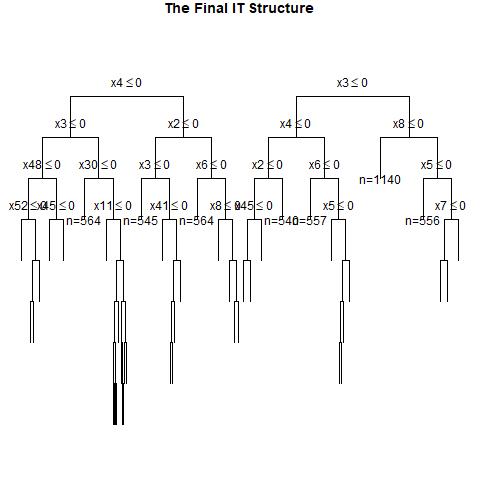 The Final IT Structure
x4 ≤ 0 x3 ≤ 0
x3 ≤ 0 x2 ≤ 0 x4 ≤ 0 x8 ≤ 0
x48 ≤ 0 x30 ≤ 0 x3 ≤ 0 x6 ≤ 0 x2 ≤ 0 x6 ≤ 0 x5 ≤ 0
n=1140
x52 ≤ 0 x45 ≤ 0 x11 ≤ 0 x41 ≤ 0 x8 ≤ 0 x45 ≤ 0 x5 ≤ 0 x7 ≤ 0
n=564 n=545 n=564 n=540 n=557 n=556